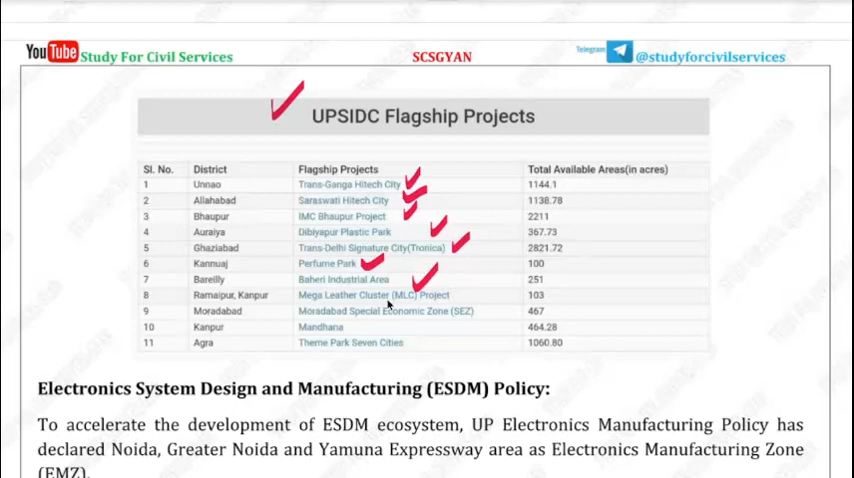 YouTube Study For Civil Services SCSGYAN Telegram @studyforcivilservices
UPSIDC Flagship Projects
Sl. No. District Flagship Projects Total Available Areas(in acres)
1 Unnao Trans-Ganga Hitech City 1144.1
2 Allahabad Saraswati Hitech City 1138.78
3 Bhaupur IMC Bhaupur Project 2211
4 Auraiya Dibiyapur Plastic Park 367.73
5 Ghaziabad Trans-Delhi Signature City(Tronica) 2821.72
6 Kannuaj Perfume Park 100
7 Bareilly Baheri Industrial Area 251
8 Ramaipur, Kanpur Mega Leather Cluster (MLC) Project 103
9 Moradabad Moradabad Special Economic Zone (SEZ) 467
10 Kanpur Mandhana 464.28
11 Agra Theme Park Seven Cities 1060.80
Electronics System Design and Manufacturing (ESDM) Policy:
To accelerate the development of ESDM ecosystem, UP Electronics Manufacturing Policy has
declared Noida, Greater Noida and Yamuna Expressway area as Electronics Manufacturing Zone
(EMZ).